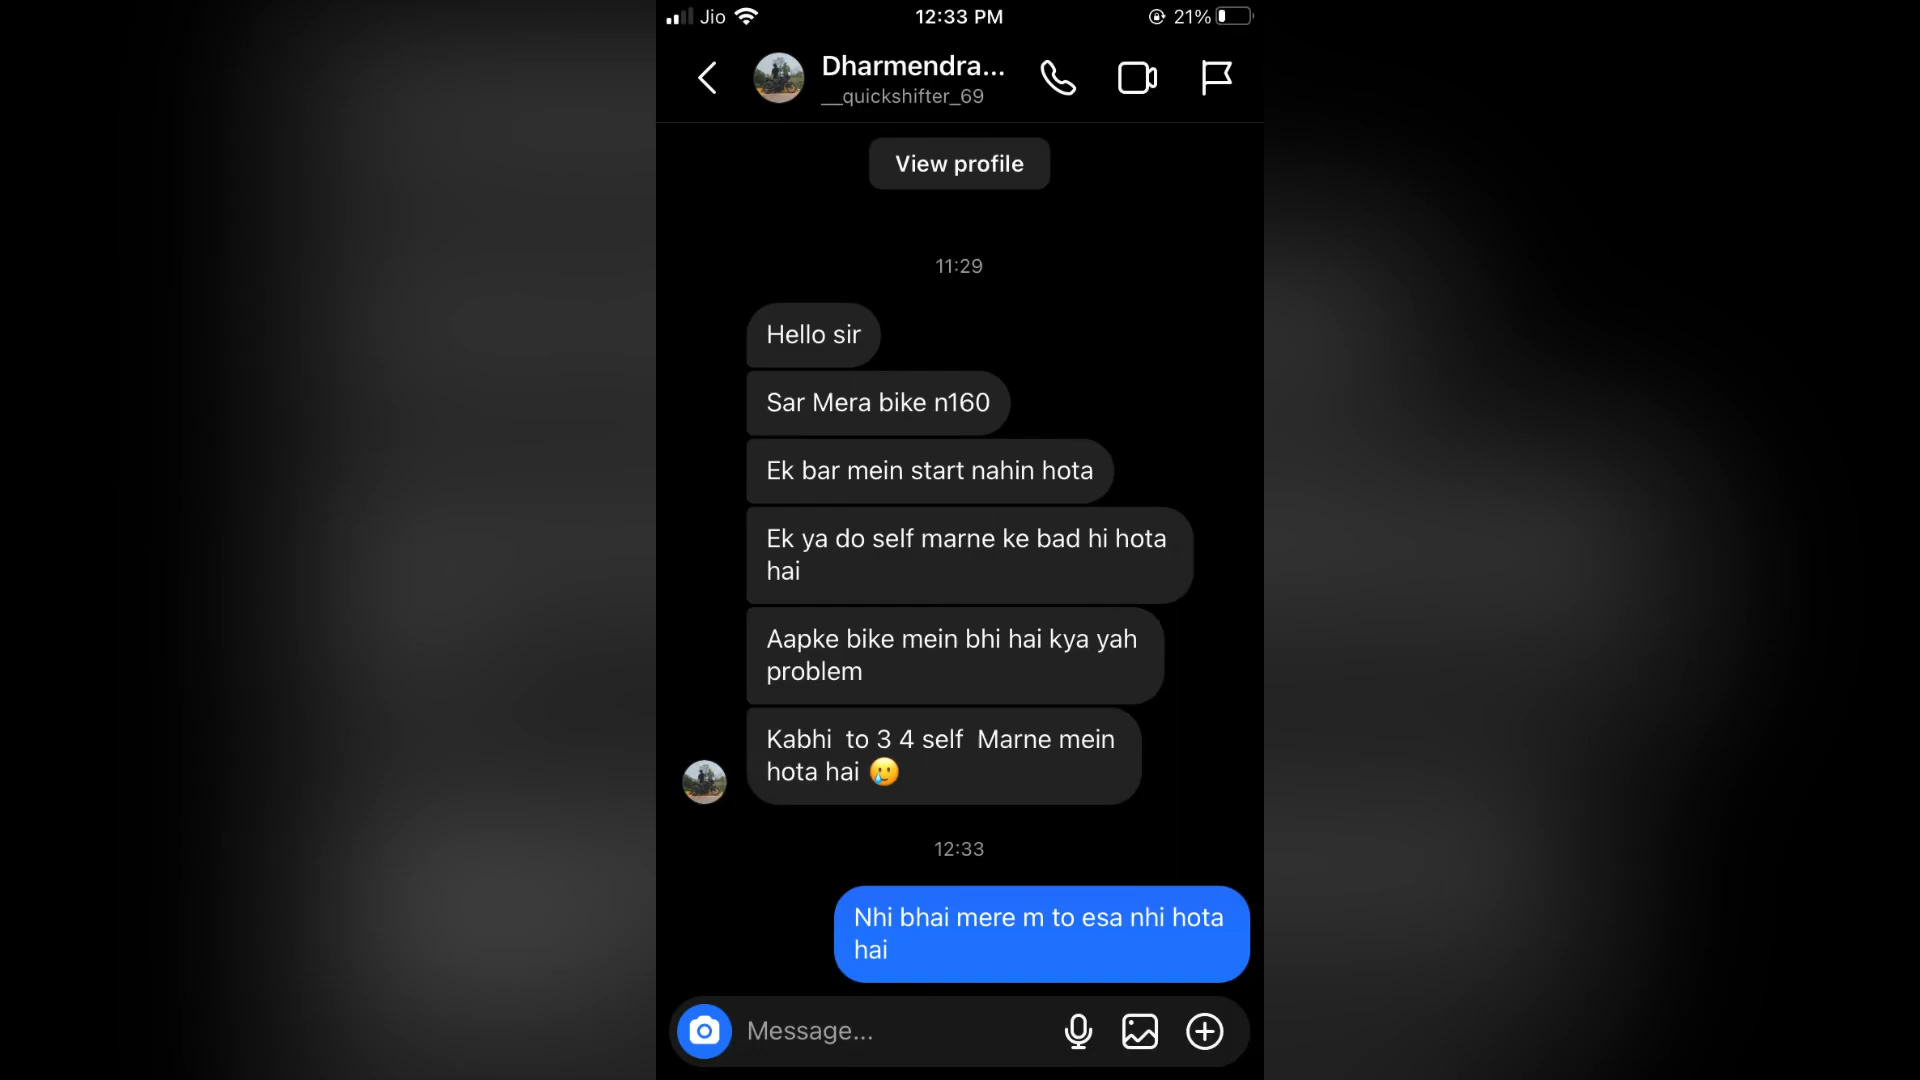 Jio
12:33 PM
21%
Dharmendra...
__quickshifter_69
View profile
11:29
Hello sir
Sar Mera bike n160
Ek bar mein start nahin hota
Ek ya do self marne ke bad hi hota
hai
Aapke bike mein bhi hai kya yah
problem
Kabhi  to 3 4 self  Marne mein
hota hai 🥲
12:33
Nhi bhai mere m to esa nhi hota
hai
Message...